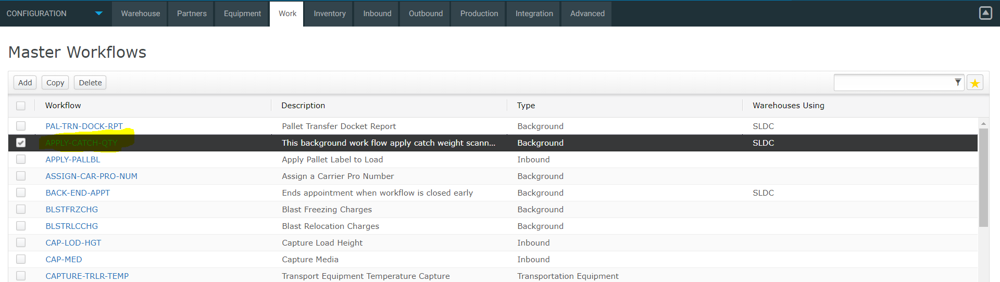 CONFIGURATION Warehouse Partners Equipment Work Inventory Inbound Outbound Production Integration Advanced
Master Workflows
Add Copy Delete
Workflow Description Type Warehouses Using
PAL-TRN-DOCK-RPT Pallet Transfer Docket Report Background SLDC
APPLY-CATCH-QTY This background work flow apply catch weight scann... Background SLDC
APPLY-PALLBL Apply Pallet Label to Load Inbound
ASSIGN-CAR-PRO-NUM Assign a Carrier Pro Number Background
BACK-END-APPT Ends appointment when workflow is closed early Background SLDC
BLSTFRZCHG Blast Freezing Charges Background
BLSTRLCCHG Blast Relocation Charges Background
CAP-LOD-HGT Capture Load Height Inbound
CAP-MED Capture Media Inbound
CAPTURE-TRLR-TEMP Transport Equipment Temperature Capture Transportation Equipment